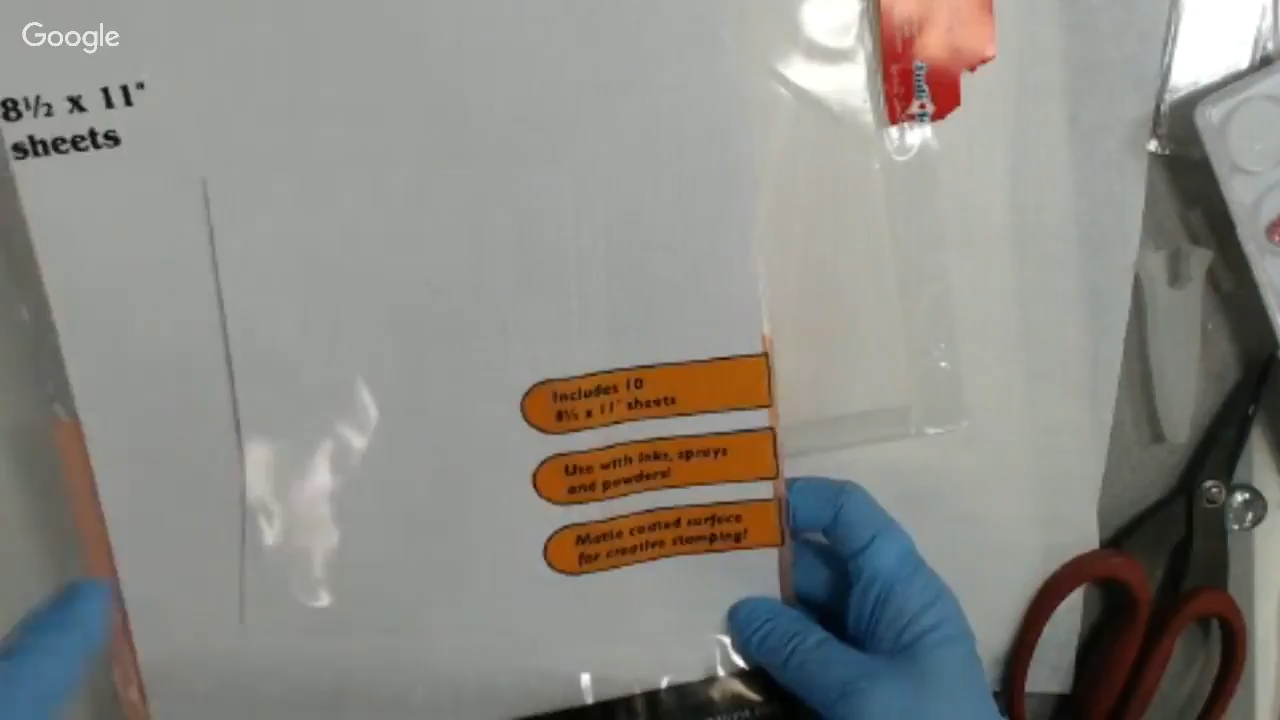 Google
8½ x 11"
sheets
Includes 10
8½ x 11" sheets
Use with inks, sprays
and powders!
Matte coated surface
for creative stamping!